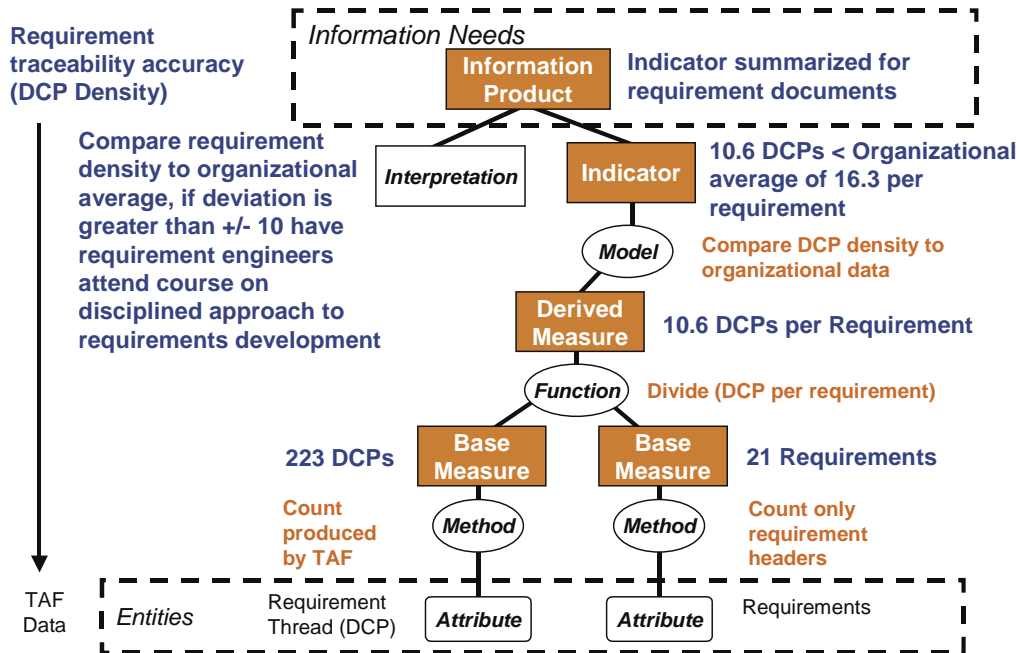 Requirement
traceability accuracy
(DCP Density)
Information Needs
Information
Product
Indicator summarized for
requirement documents
Compare requirement
density to organizational
average, if deviation is
greater than +/- 10 have
requirement engineers
attend course on
disciplined approach to
requirements development
Interpretation
Indicator
10.6 DCPs < Organizational
average of 16.3 per
requirement
Model
Compare DCP density to
organizational data
Derived
Measure
10.6 DCPs per Requirement
Function
Divide (DCP per requirement)
223 DCPs
Base
Measure
Base
Measure
21 Requirements
Count
produced
by TAF
Method
Method
Count only
requirement
headers
TAF
Data
Entities
Requirement
Thread (DCP)
Attribute
Attribute
Requirements